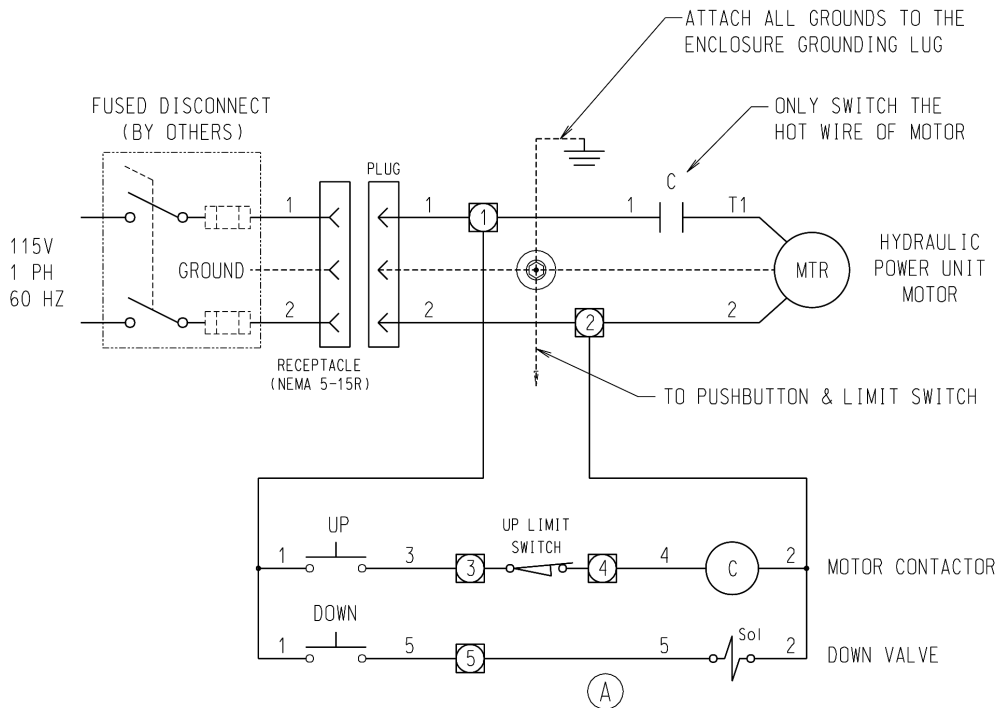 ATTACH ALL GROUNDS TO THE
ENCLOSURE GROUNDING LUG
FUSED DISCONNECT
(BY OTHERS)
ONLY SWITCH THE
HOT WIRE OF MOTOR
PLUG
C
1
1
1
1
T1
115V
1 PH
60 HZ
GROUND
MTR
HYDRAULIC
POWER UNIT
MOTOR
2
2
2
2
RECEPTACLE
(NEMA 5-15R)
TO PUSHBUTTON & LIMIT SWITCH
UP
UP LIMIT
SWITCH
1
3
3
4
4
C
2
MOTOR CONTACTOR
DOWN
1
5
5
5
Sol
2
DOWN VALVE
A